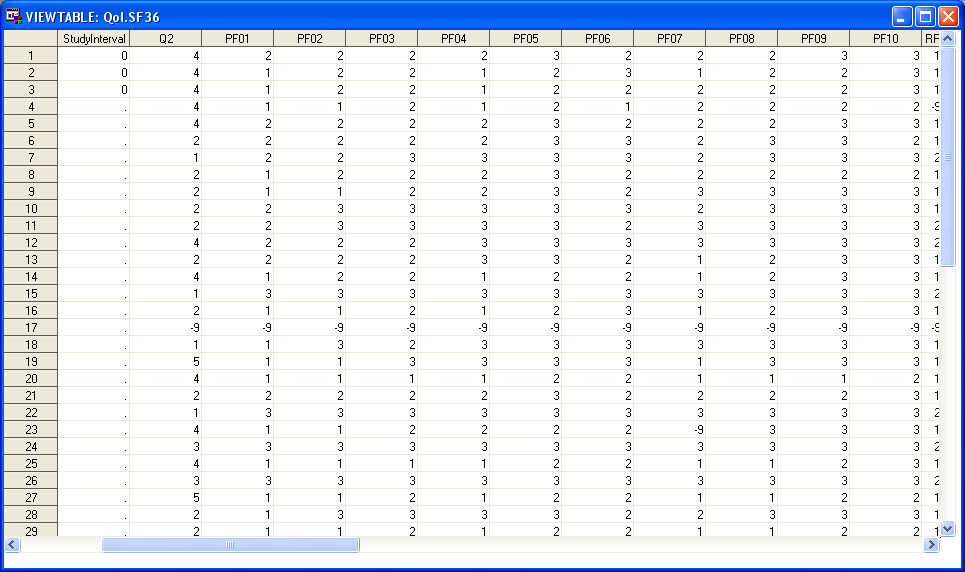 VIEWTABLE: Qol.SF36
StudyInterval Q2 PF01 PF02 PF03 PF04 PF05 PF06 PF07 PF08 PF09 PF10 RF
1 0 4 2 2 2 2 3 2 2 2 3 3 1
2 0 4 1 2 2 1 2 3 1 2 2 3 1
3 0 4 1 2 2 1 2 2 2 2 2 3 1
4 . 4 1 1 2 1 2 1 2 2 2 2 -9
5 . 4 2 2 2 2 3 2 2 2 3 3 1
6 . 2 2 2 2 2 3 3 2 3 3 2 1
7 . 1 2 2 3 3 3 3 2 3 3 3 2
8 . 2 1 2 2 2 3 2 2 2 2 2 1
9 . 2 1 1 2 2 3 2 3 3 3 3 1
10 . 2 2 3 3 3 3 3 2 3 3 3 1
11 . 2 2 3 3 3 3 2 3 3 3 3 2
12 . 4 2 2 2 3 3 3 3 3 3 3 2
13 . 2 2 2 2 3 3 2 1 2 3 3 1
14 . 4 1 2 2 1 2 2 1 2 3 3 1
15 . 1 3 3 3 3 3 3 3 3 3 3 2
16 . 2 1 1 2 1 2 3 1 2 3 3 1
17 . -9 -9 -9 -9 -9 -9 -9 -9 -9 -9 -9 -9
18 . 1 1 3 2 3 3 3 3 3 3 3 1
19 . 5 1 1 3 3 3 3 1 3 3 3 1
20 . 4 1 1 1 1 2 2 1 1 1 2 1
21 . 2 2 2 2 2 3 2 2 2 2 3 1
22 . 1 3 3 3 3 3 3 3 3 3 3 2
23 . 4 1 1 2 2 2 2 -9 3 3 3 1
24 . 3 3 3 3 3 3 3 3 3 3 3 2
25 . 4 1 1 1 1 2 2 1 1 2 3 1
26 . 3 3 3 3 3 3 3 3 3 3 3 2
27 . 5 1 1 2 1 2 2 1 1 2 2 1
28 . 2 1 3 3 3 3 2 2 3 3 3 1
29 . 2 1 1 2 1 2 2 1 1 2 2 1